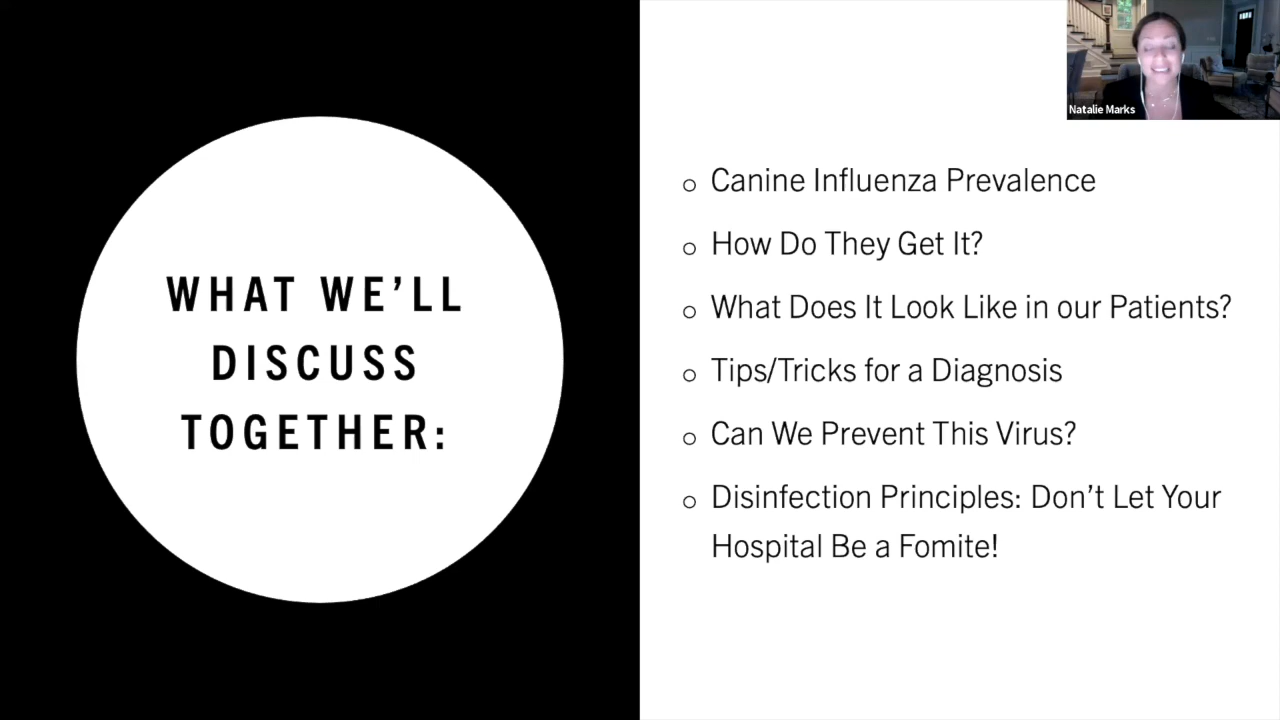 WHAT WE'LL
DISCUSS
TOGETHER:
Natalie Marks
o Canine Influenza Prevalence
o How Do They Get It?
o What Does It Look Like in our Patients?
o Tips/Tricks for a Diagnosis
o Can We Prevent This Virus?
o Disinfection Principles: Don't Let Your
Hospital Be a Fomite!